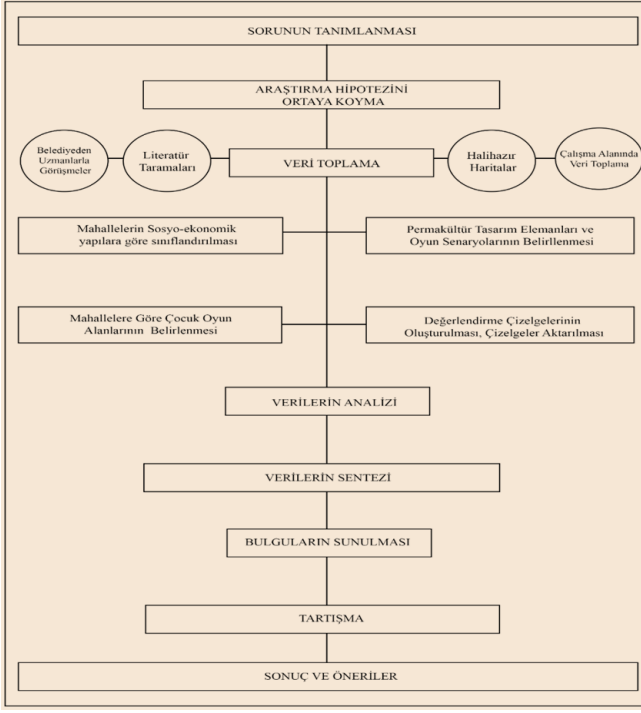 SORUNUN TANIMLANMASI
ARAŞTIRMA HİPOTEZİNİ
ORTAYA KOYMA
Belediyeden
Uzmanlarla
Görüşmeler
Literatür
Taramaları
VERİ TOPLAMA
Halihazır
Haritalar
Çalışma Alanında
Veri Toplama
Mahallelerin Sosyo-ekonomik
yapılara göre sınıflandırılması
Permakültür Tasarım Elemanları ve
Oyun Senaryolarının Belirllenmesi
Mahallelere Göre Çocuk Oyun
Alanlarının Belirlenmesi
Değerlendirme Çizelgelerinin
Oluşturulması, Çizelgeler Aktarılması
VERİLERİN ANALİZİ
VERİLERİN SENTEZİ
BULGULARIN SUNULMASI
TARTIŞMA
SONUÇ VE ÖNERİLER